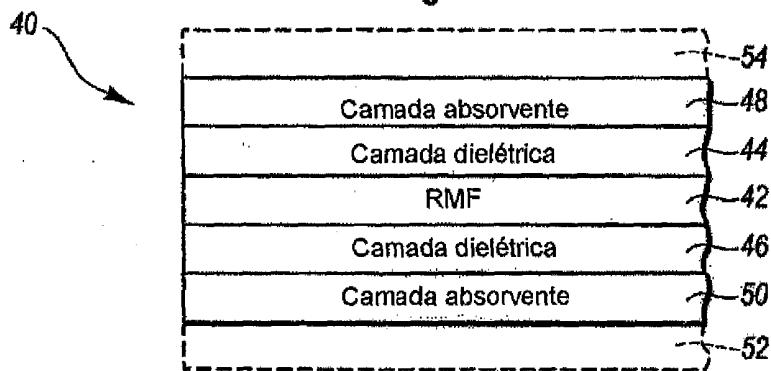 40
54
Camada absorvente 48
Camada dielétrica 44
RMF 42
Camada dielétrica 46
Camada absorvente 50
52